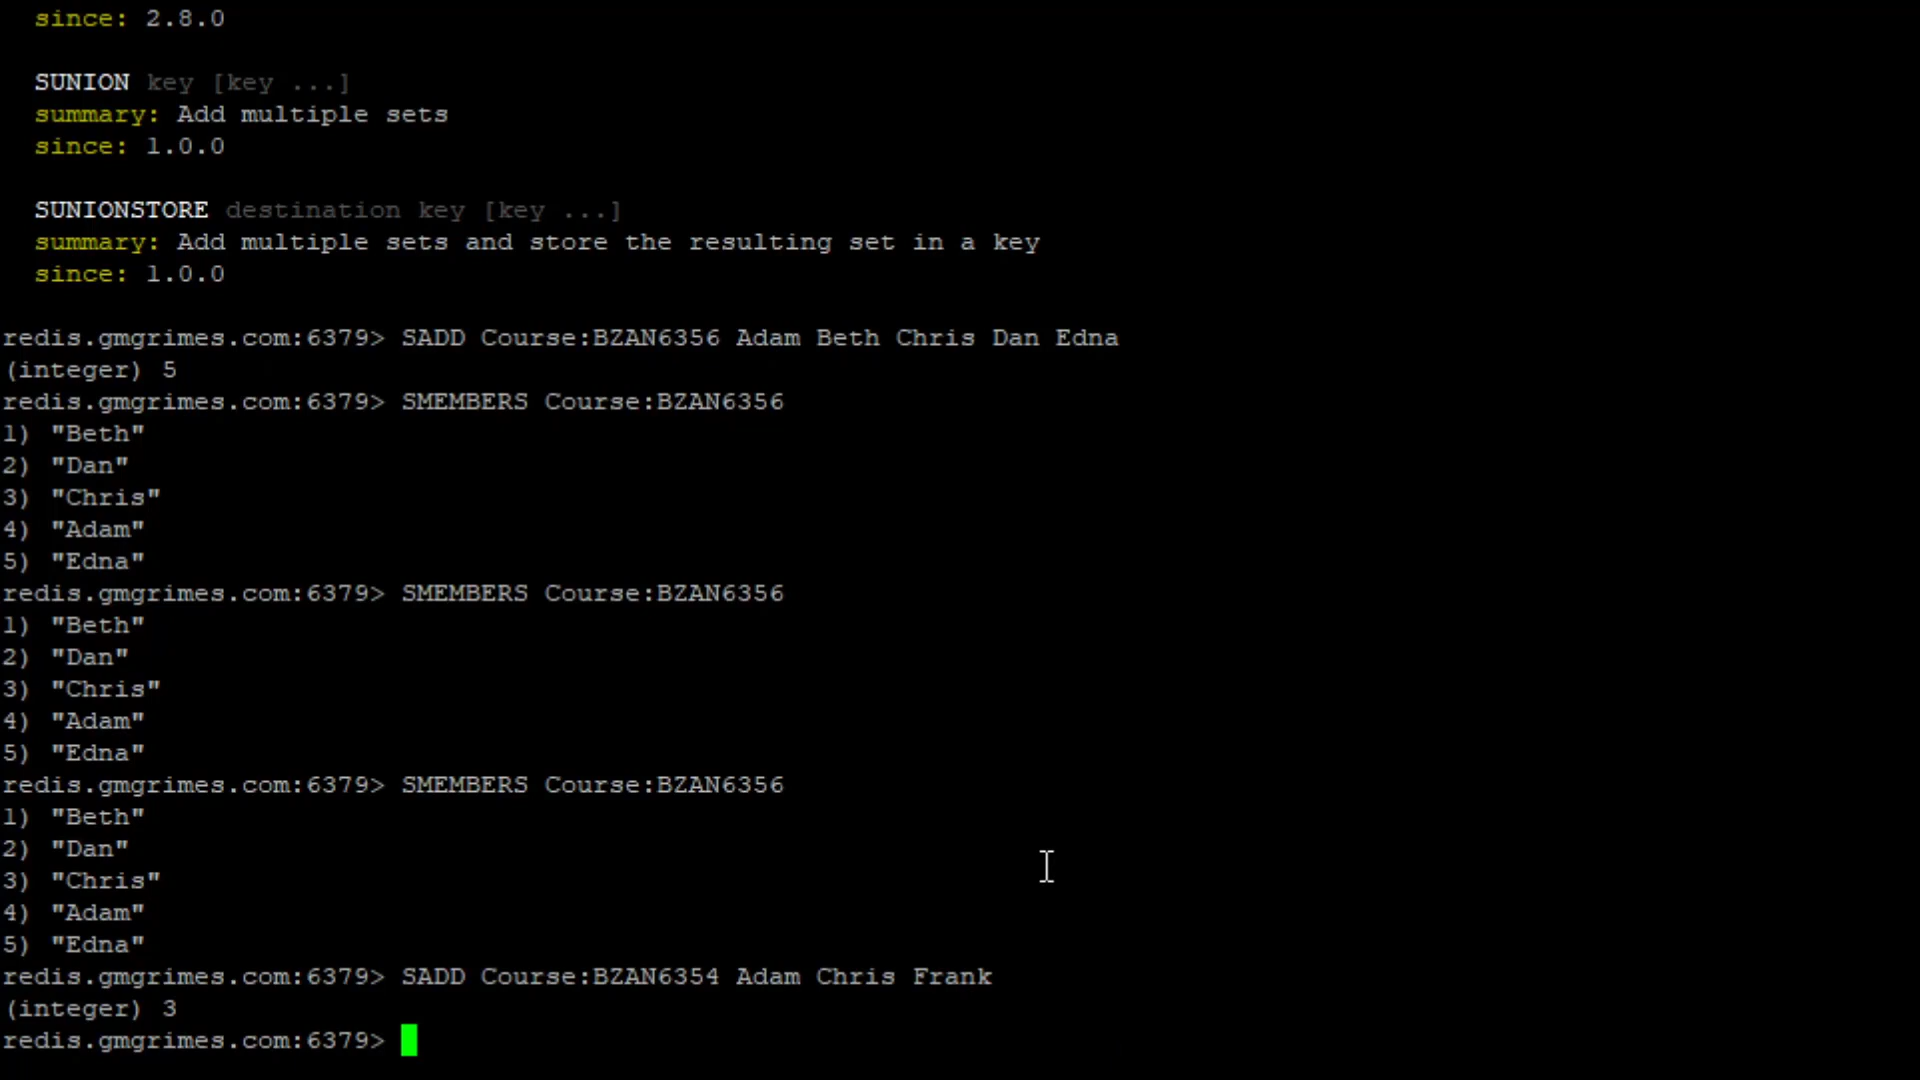 since: 2.8.0
SUNION key [key ...]
summary: Add multiple sets
since: 1.0.0
SUNIONSTORE destination key [key ...]
summary: Add multiple sets and store the resulting set in a key
since: 1.0.0
redis.gmgrimes.com:6379> SADD Course:BZAN6356 Adam Beth Chris Dan Edna
(integer) 5
redis.gmgrimes.com:6379> SMEMBERS Course:BZAN6356
1) "Beth"
2) "Dan"
3) "Chris"
4) "Adam"
5) "Edna"
redis.gmgrimes.com:6379> SMEMBERS Course:BZAN6356
1) "Beth"
2) "Dan"
3) "Chris"
4) "Adam"
5) "Edna"
redis.gmgrimes.com:6379> SMEMBERS Course:BZAN6356
1) "Beth"
2) "Dan"
3) "Chris"
4) "Adam"
5) "Edna"
redis.gmgrimes.com:6379> SADD Course:BZAN6354 Adam Chris Frank
(integer) 3
redis.gmgrimes.com:6379>